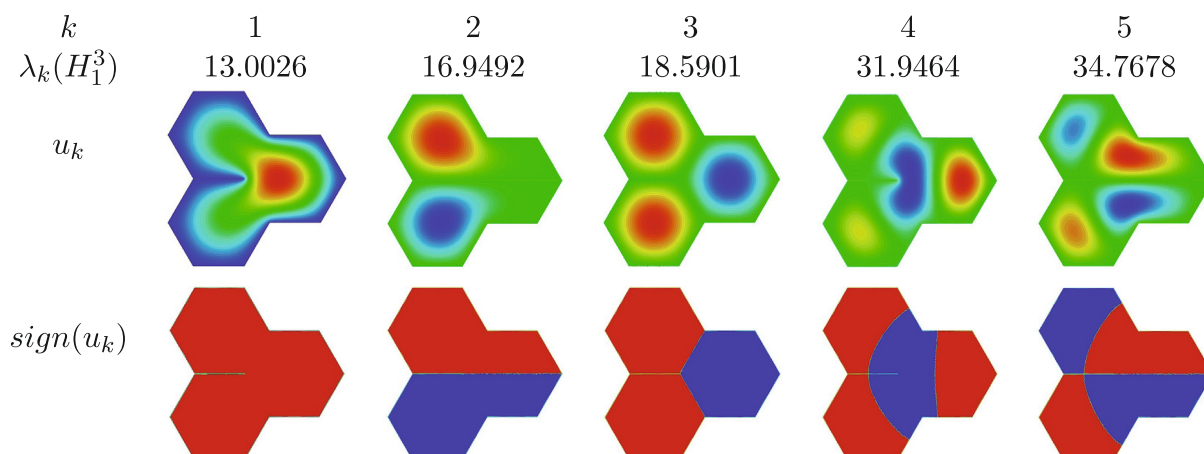 k 1 2 3 4 5
λ_k(H_1^3) 13.0026 16.9492 18.5901 31.9464 34.7678
u_k
sign(u_k)